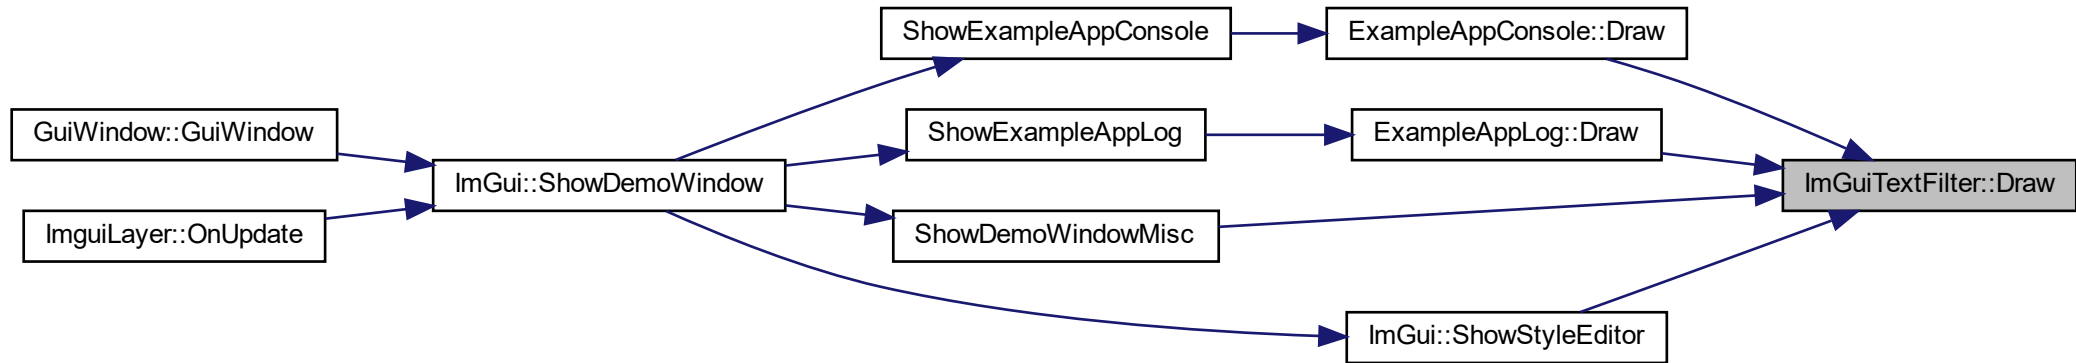 ShowExampleAppConsole
ExampleAppConsole::Draw
GuiWindow::GuiWindow
ShowExampleAppLog
ExampleAppLog::Draw
ImGui::ShowDemoWindow
ImGuiTextFilter::Draw
ImguiLayer::OnUpdate
ShowDemoWindowMisc
ImGui::ShowStyleEditor